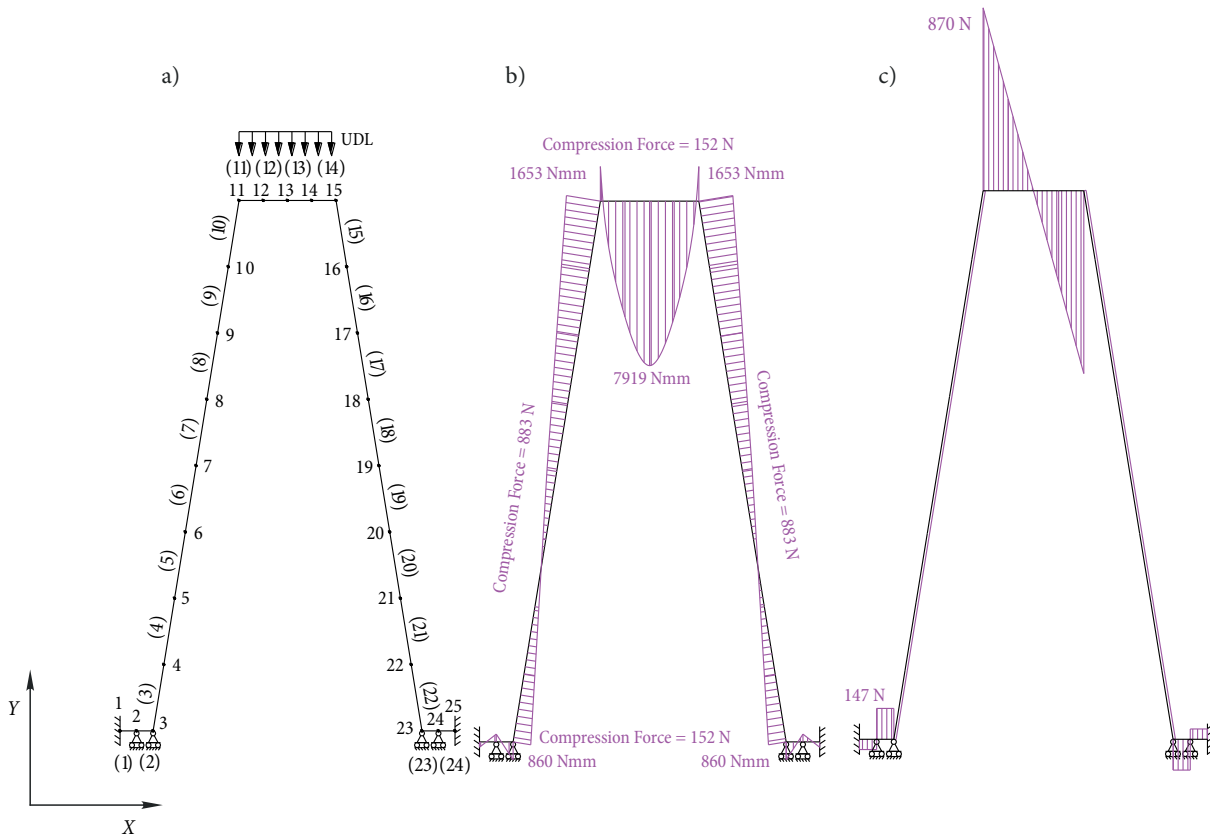 a)
UDL
(11) (12) (13) (14)
11 12 13 14 15
(10) (15)
10 16
(9) (16)
9 17
(8) (17)
8 18
(7) (18)
7 19
(6) (19)
6 20
(5) (20)
5 21
(4) (21)
4 22
(3) (22)
1 2 3 23 24 25
(1) (2) (23) (24)
Y
X
b)
Compression Force = 152 N
1653 Nmm 1653 Nmm
7919 Nmm
Compression Force = 883 N
Compression Force = 883 N
Compression Force = 152 N
860 Nmm 860 Nmm
c)
870 N
147 N